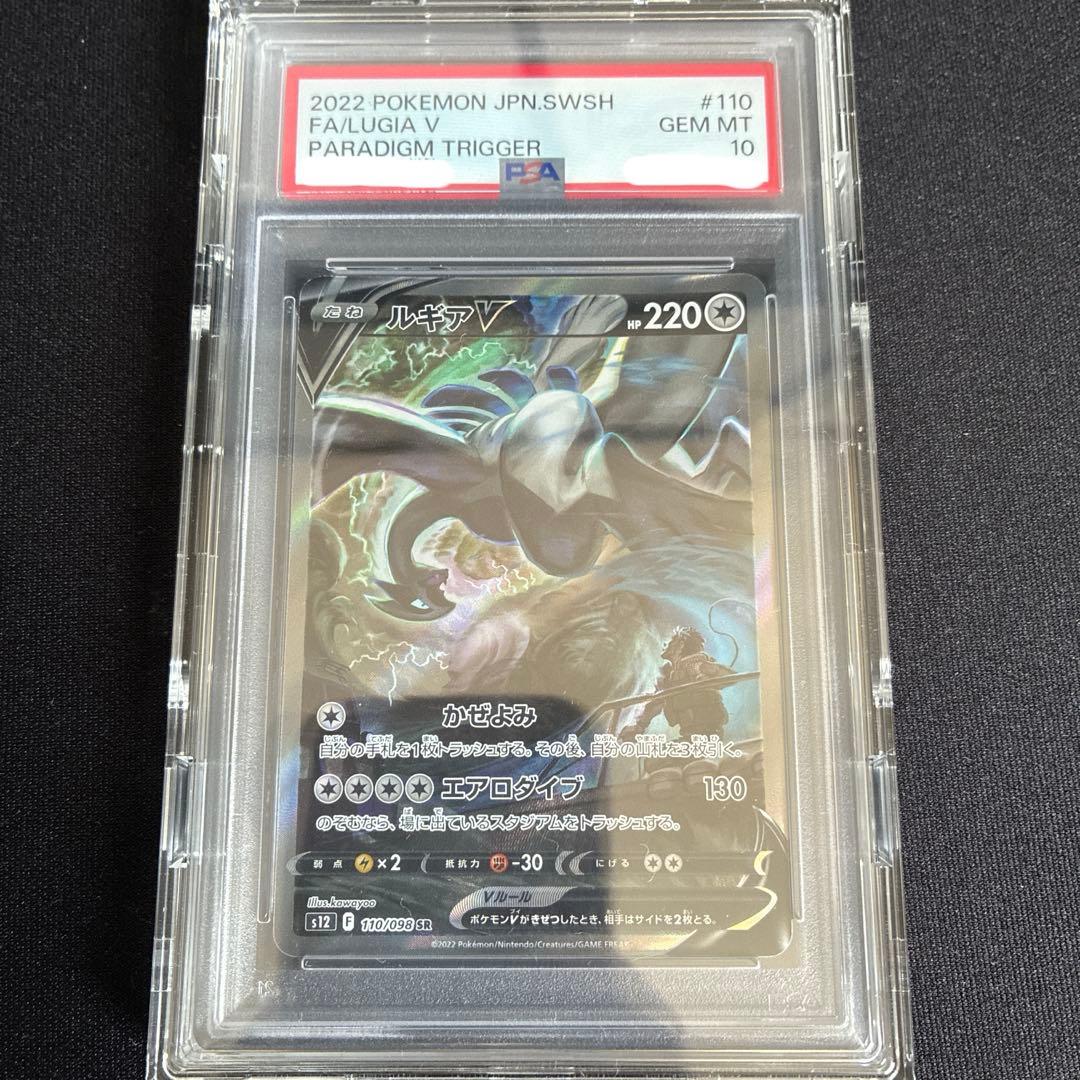 2022 POKEMON JPN.SWSH #110
FA/LUGIA V GEM MT
PARADIGM TRIGGER 10
PSA
たね ルギアV HP 220
かぜよみ
自分の手札を1枚トラッシュする。その後、自分の山札を3枚引く。
エアロダイブ 130
のぞむなら、場に出ているスタジアムをトラッシュする。
弱点 ×2 抵抗力 -30 にげる
Vルール
ポケモンVがきぜつしたとき、相手はサイドを2枚とる。
Illus.kawayoo
s12 F 110/098 SR
©2022 Pokémon/Nintendo/Creatures/GAME FREAK